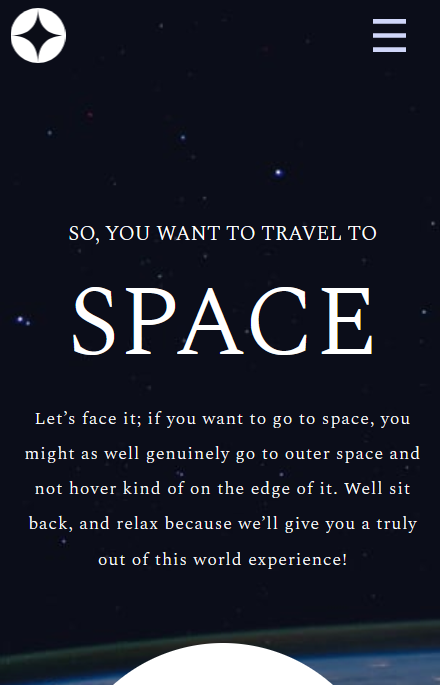 SO, YOU WANT TO TRAVEL TO
SPACE
Let’s face it; if you want to go to space, you
might as well genuinely go to outer space and
not hover kind of on the edge of it. Well sit
back, and relax because we’ll give you a truly
out of this world experience!